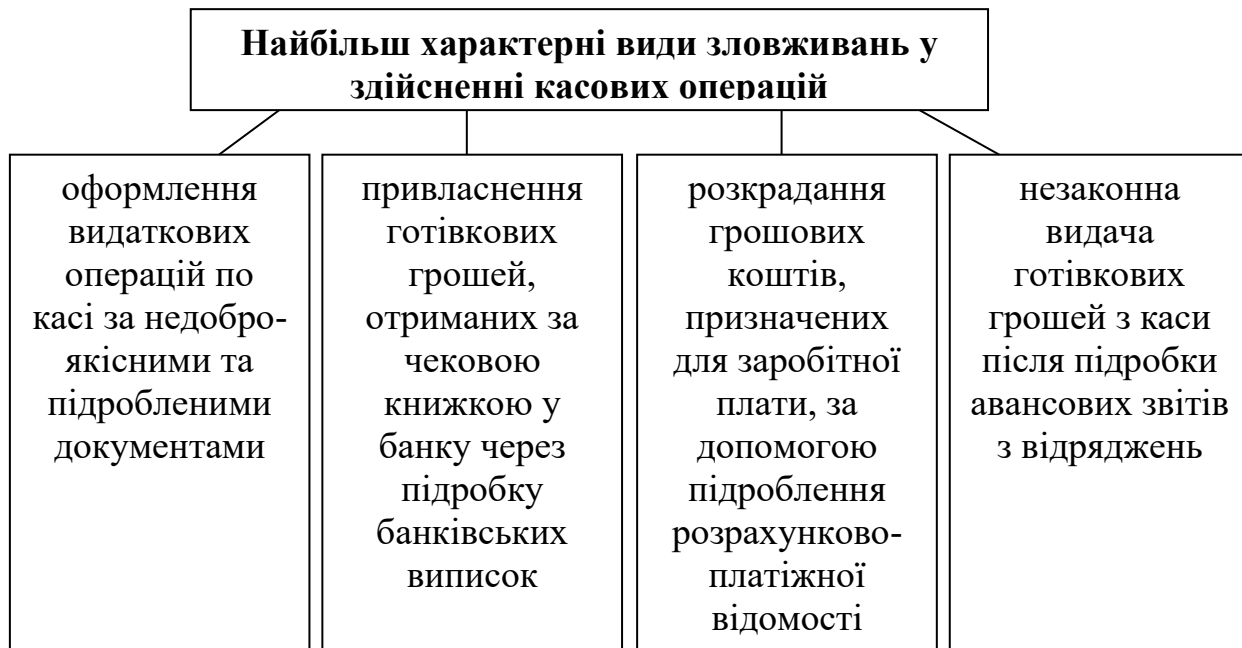 Найбільш характерні види зловживань у
здійсненні касових операцій
оформлення
видаткових
операцій по
касі за недобро-
якісними та
підробленими
документами
привласнення
готівкових
грошей,
отриманих за
чековою
книжкою у
банку через
підробку
банківських
виписок
розкрадання
грошових
коштів,
призначених
для заробітної
плати, за
допомогою
підроблення
розрахунково-
платіжної
відомості
незаконна
видача
готівкових
грошей з каси
після підробки
авансових звітів
з відряджень